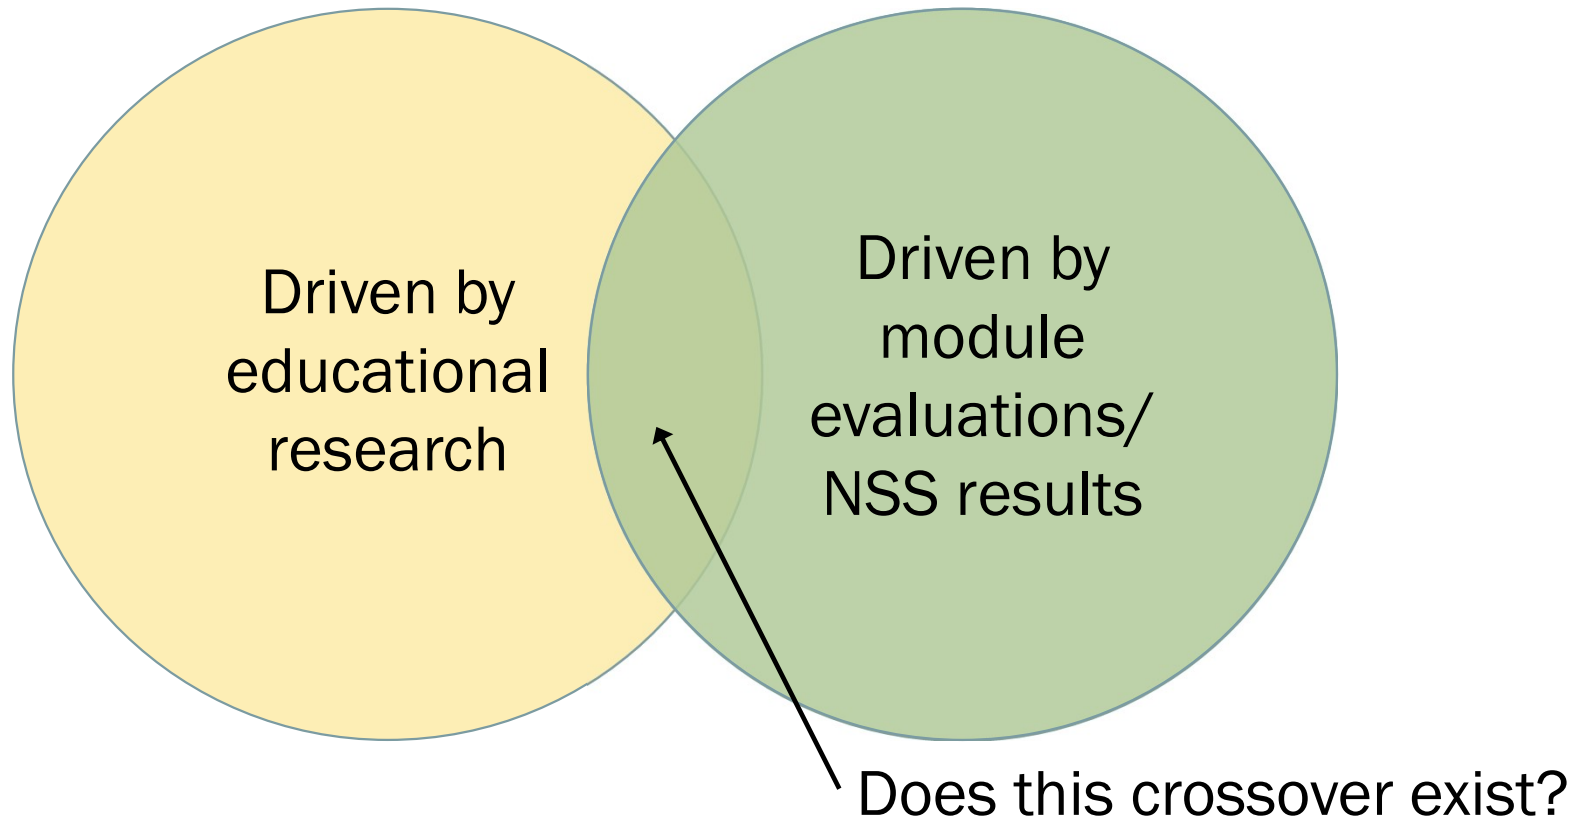 Driven by
educational
research
Driven by
module
evaluations/
NSS results
Does this crossover exist?